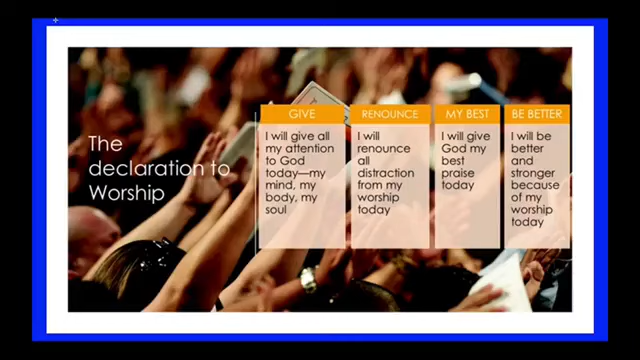 The
declaration to
Worship
GIVE
I will give all
my attention
to God
today—my
mind, my
body, my
soul
RENOUNCE
I will
renounce
all
distraction
from my
worship
today
MY BEST
I will give
God my
best
praise
today
BE BETTER
I will be
better
and
stronger
because
of my
worship
today